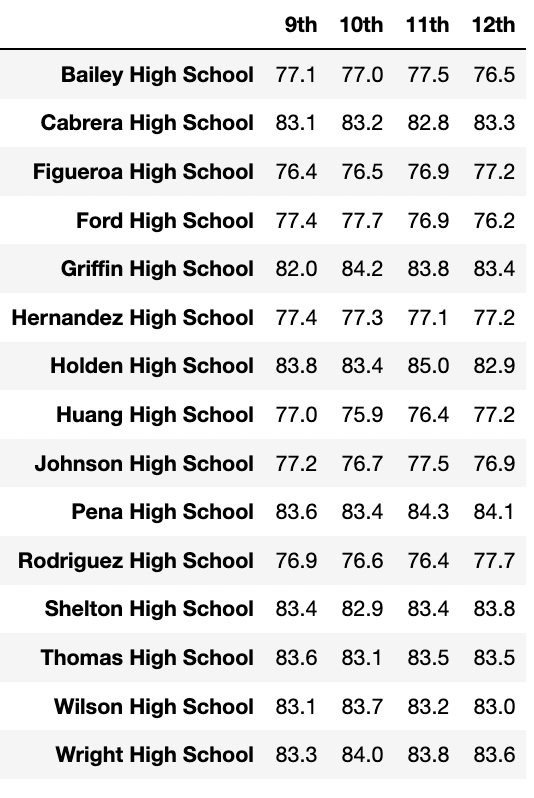 9th 10th 11th 12th
Bailey High School 77.1 77.0 77.5 76.5
Cabrera High School 83.1 83.2 82.8 83.3
Figueroa High School 76.4 76.5 76.9 77.2
Ford High School 77.4 77.7 76.9 76.2
Griffin High School 82.0 84.2 83.8 83.4
Hernandez High School 77.4 77.3 77.1 77.2
Holden High School 83.8 83.4 85.0 82.9
Huang High School 77.0 75.9 76.4 77.2
Johnson High School 77.2 76.7 77.5 76.9
Pena High School 83.6 83.4 84.3 84.1
Rodriguez High School 76.9 76.6 76.4 77.7
Shelton High School 83.4 82.9 83.4 83.8
Thomas High School 83.6 83.1 83.5 83.5
Wilson High School 83.1 83.7 83.2 83.0
Wright High School 83.3 84.0 83.8 83.6